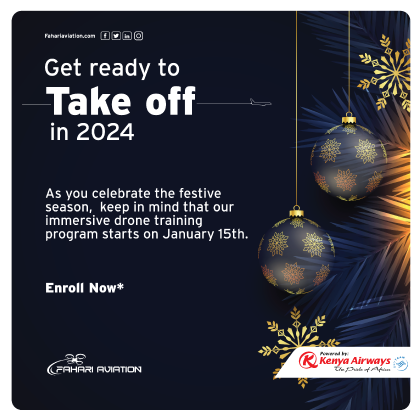 Fahariaviation.com
Get ready to
Take off
in 2024
As you celebrate the festive
season, keep in mind that our
immersive drone training
program starts on January 15th.
Enroll Now*
FAHARI AVIATION
Powered by:
Kenya Airways
The Pride of Africa